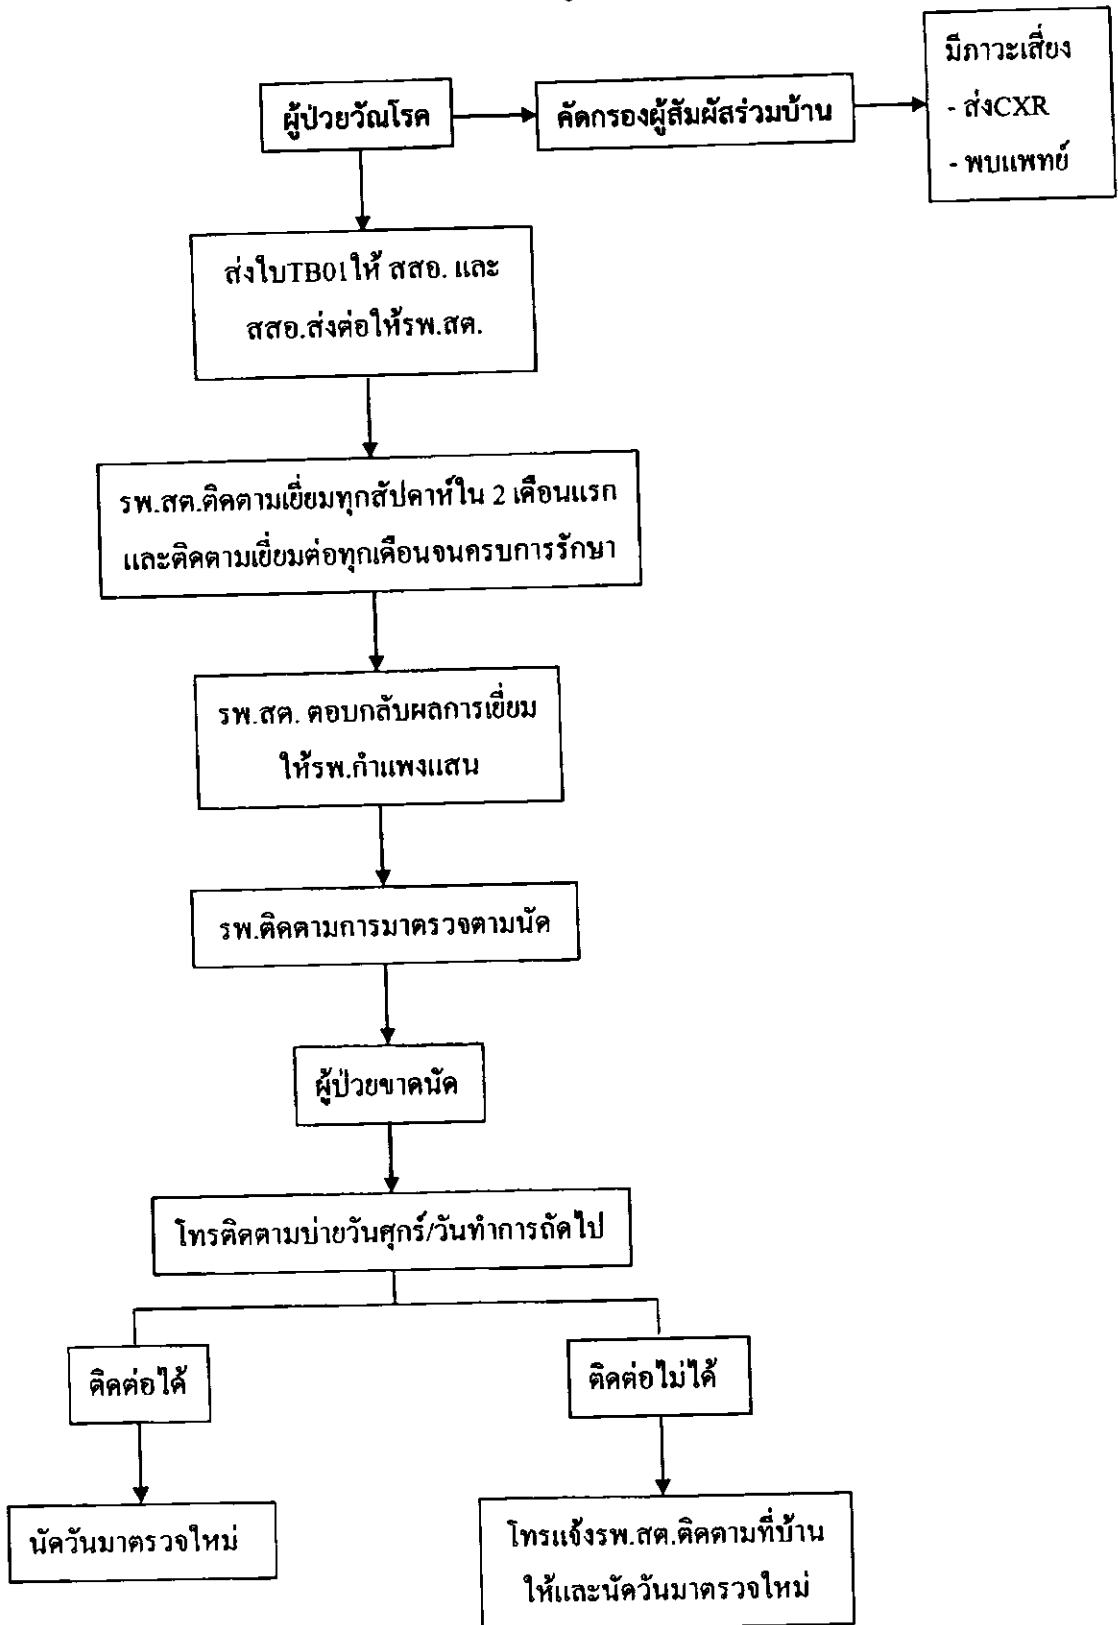 ผู้ป่วยวัณโรค
คัดกรองผู้สัมผัสร่วมบ้าน
มีภาวะเสี่ยง
- ส่งCXR
- พบแพทย์
ส่งใบTB01ให้ สสอ. และ
สสอ.ส่งต่อให้รพ.สต.
รพ.สต.ติดตามเยี่ยมทุกสัปดาห์ใน 2 เดือนแรก
และติดตามเยี่ยมต่อทุกเดือนจนครบการรักษา
รพ.สต. ตอบกลับผลการเยี่ยม
ให้รพ.กำแพงแสน
รพ.ติดตามการมาตรวจตามนัด
ผู้ป่วยขาดนัด
โทรติดตามบ่ายวันศุกร์/วันทำการถัดไป
ติดต่อได้
ติดต่อไม่ได้
นัดวันมาตรวจใหม่
โทรแจ้งรพ.สต.ติดตามที่บ้าน
ให้และนัดวันมาตรวจใหม่